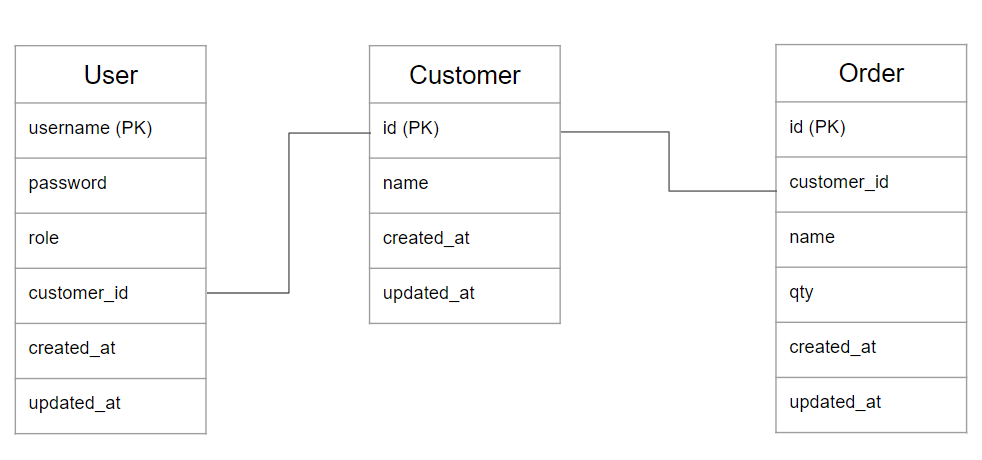 User
username (PK)
password
role
customer_id
created_at
updated_at
Customer
id (PK)
name
created_at
updated_at
Order
id (PK)
customer_id
name
qty
created_at
updated_at